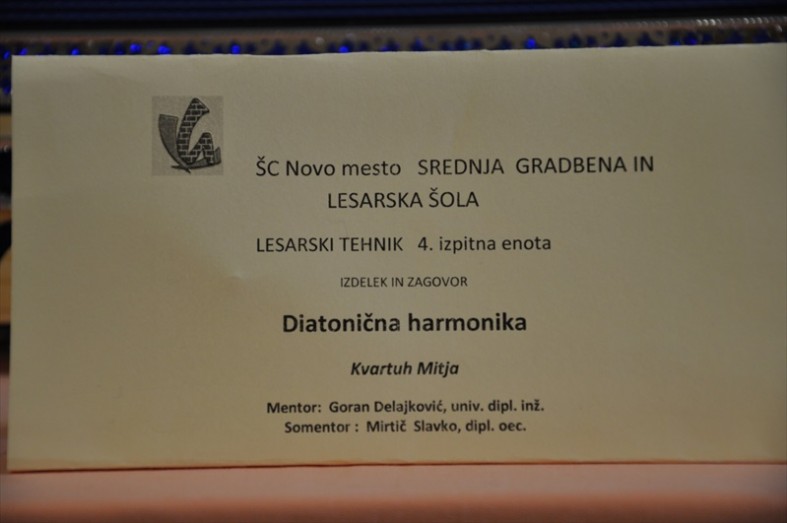 ŠC Novo mesto SREDNJA GRADBENA IN
LESARSKA ŠOLA
LESARSKI TEHNIK 4. izpitna enota
IZDELEK IN ZAGOVOR
Diatonična harmonika
Kvartuh Mitja
Mentor: Goran Delajković, univ. dipl. inž.
Somentor : Mirtič Slavko, dipl. oec.